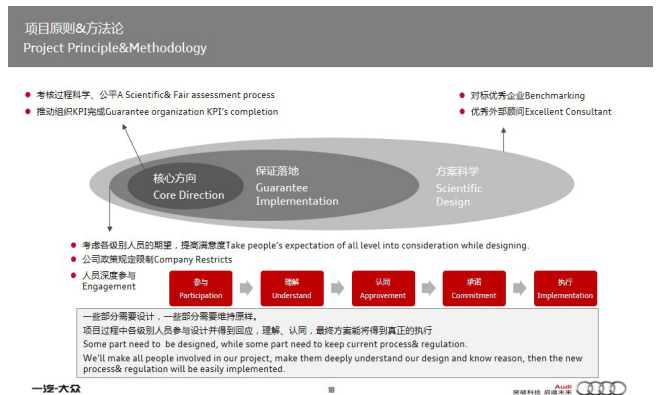 项目原则&方法论
Project Principle&Methodology
考核过程科学、公平A Scientific& Fair assessment process
推动组织KPI完成Guarantee organization KPI's completion
对标优秀企业Benchmarking
优秀外部顾问Excellent Consultant
核心方向
Core Direction
保证落地
Guarantee
Implementation
方案科学
Scientific
Design
考虑各级别人员的期望，提高满意度Take people's expectation of all level into consideration while designing.
公司政策规定限制Company Restricts
人员深度参与
Engagement
参与
Participation
理解
Understand
认同
Approvement
承诺
Commitment
执行
Implementation
一些部分需要设计，一些部分需要维持原样。
项目过程中各级别人员参与设计并得到回应，理解、认同，最终方案能将得到真正的执行
Some part need to be designed, while some part need to keep current process& regulation.
We'll make all people involved in our project, make them deeply understand our design and know reason, then the new
process& regulation will be easily implemented.
一汽-大众
18
Audi
突破科技 启迪未来